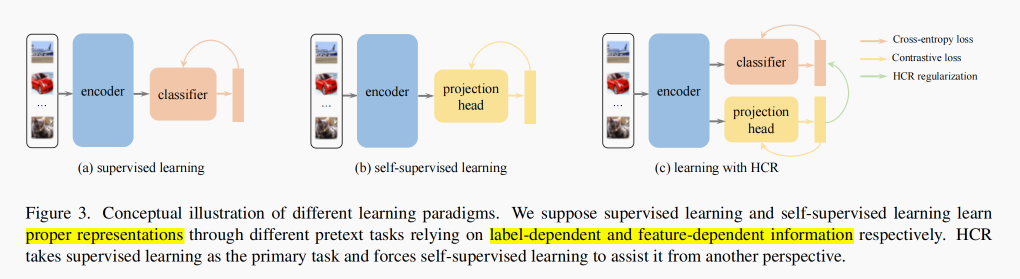 encoder
classifier
...
(a) supervised learning
encoder
projection
head
...
(b) self-supervised learning
encoder
classifier
projection
head
...
(c) learning with HCR
Cross-entropy loss
Contrastive loss
HCR regularization
Figure 3. Conceptual illustration of different learning paradigms. We suppose supervised learning and self-supervised learning learn
proper representations through different pretext tasks relying on label-dependent and feature-dependent information respectively. HCR
takes supervised learning as the primary task and forces self-supervised learning to assist it from another perspective.